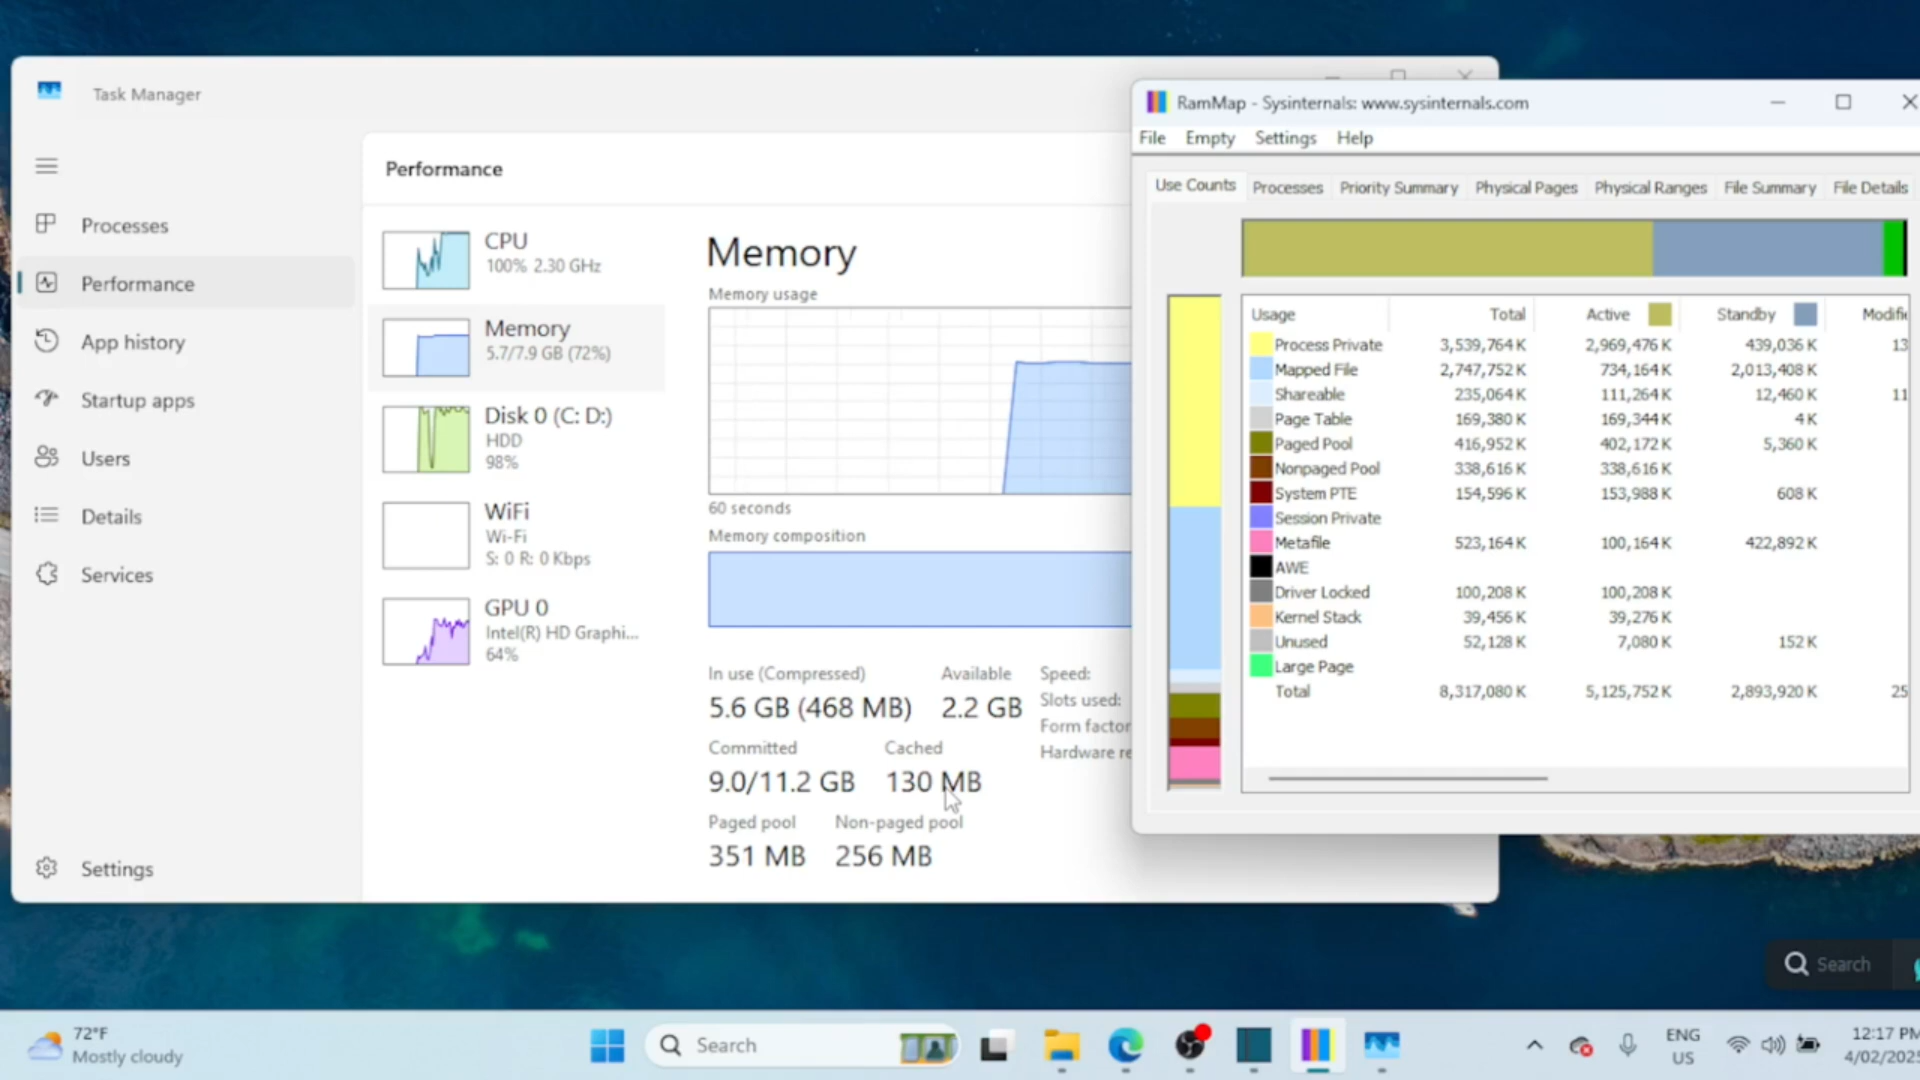 Task Manager
Processes
Performance
App history
Startup apps
Users
Details
Services
Settings
Performance
CPU
100% 2.30 GHz
Memory
5.7/7.9 GB (72%)
Disk 0 (C: D:)
HDD
98%
WiFi
Wi-Fi
S: 0 R: 0 Kbps
GPU 0
Intel(R) HD Graphi...
64%
Memory
Memory usage
60 seconds
Memory composition
In use (Compressed)
5.6 GB (468 MB)
Available
2.2 GB
Committed
9.0/11.2 GB
Cached
130 MB
Paged pool
351 MB
Non-paged pool
256 MB
Speed:
Slots used:
Form factor
Hardware re
RamMap - Sysinternals: www.sysinternals.com
File Empty Settings Help
Use Counts Processes Priority Summary Physical Pages Physical Ranges File Summary File Details
Usage Total Active Standby Modifi
Process Private 3,539,764 K 2,969,476 K 439,036 K 13
Mapped File 2,747,752 K 734,164 K 2,013,408 K
Shareable 235,064 K 111,264 K 12,460 K 11
Page Table 169,380 K 169,344 K 4 K
Paged Pool 416,952 K 402,172 K 5,360 K
Nonpaged Pool 338,616 K 338,616 K
System PTE 154,596 K 153,988 K 608 K
Session Private
Metafile 523,164 K 100,164 K 422,892 K
AWE
Driver Locked 100,208 K 100,208 K
Kernel Stack 39,456 K 39,276 K
Unused 52,128 K 7,080 K 152 K
Large Page
Total 8,317,080 K 5,125,752 K 2,893,920 K 25
Search
72°F
Mostly cloudy
Search
ENG
US
12:17 PM
4/02/2025